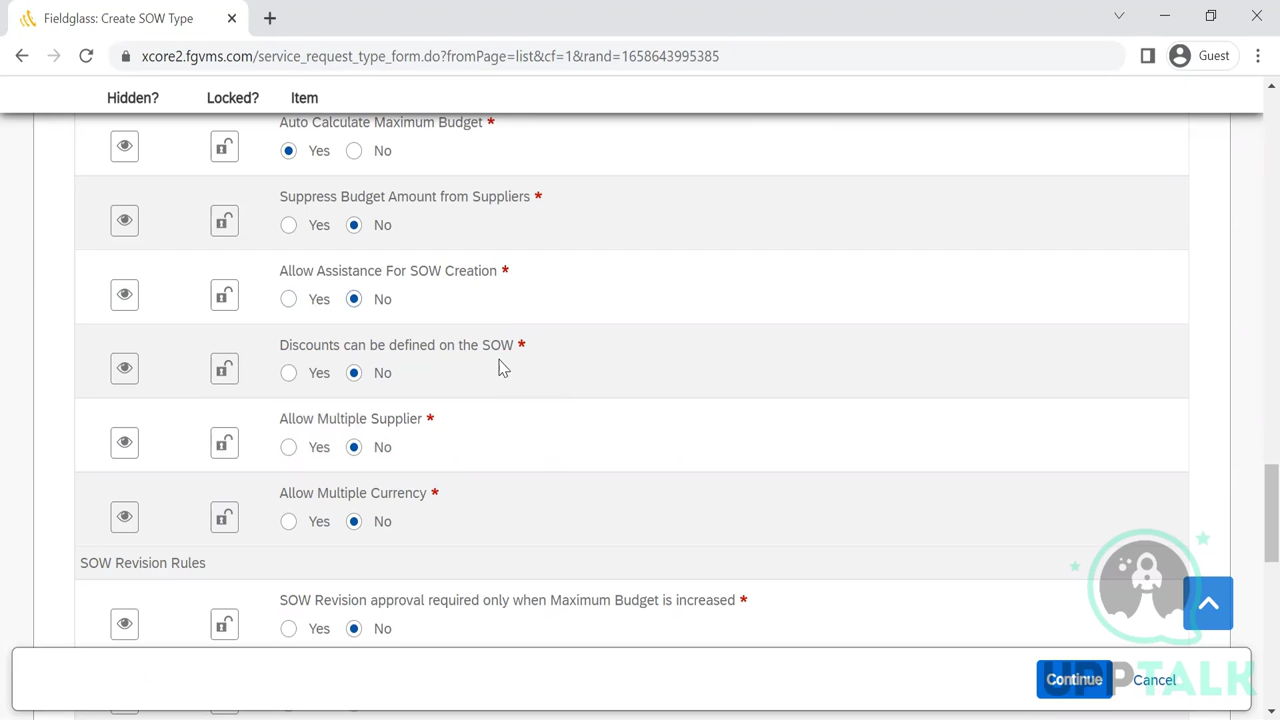 Fieldglass: Create SOW Type
xcore2.fgvms.com/service_request_type_form.do?fromPage=list&cf=1&rand=1658643995385
Guest
Hidden? Locked? Item
Auto Calculate Maximum Budget *
Yes No
Suppress Budget Amount from Suppliers *
Yes No
Allow Assistance For SOW Creation *
Yes No
Discounts can be defined on the SOW *
Yes No
Allow Multiple Supplier *
Yes No
Allow Multiple Currency *
Yes No
SOW Revision Rules
SOW Revision approval required only when Maximum Budget is increased *
Yes No
Continue Cancel
UPPTALK